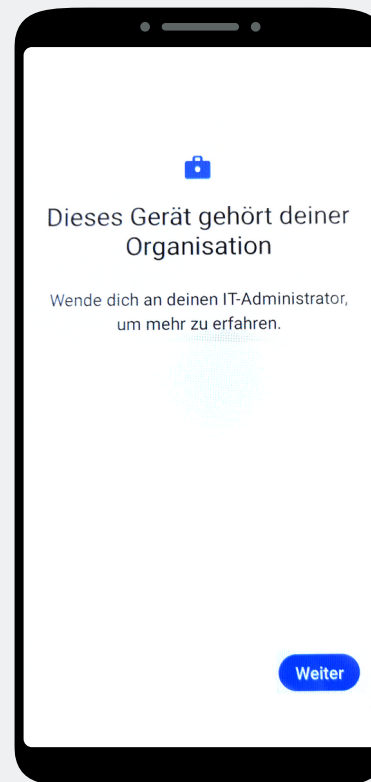 Dieses Gerät gehört deiner
Organisation
Wende dich an deinen IT-Administrator,
um mehr zu erfahren.
Weiter